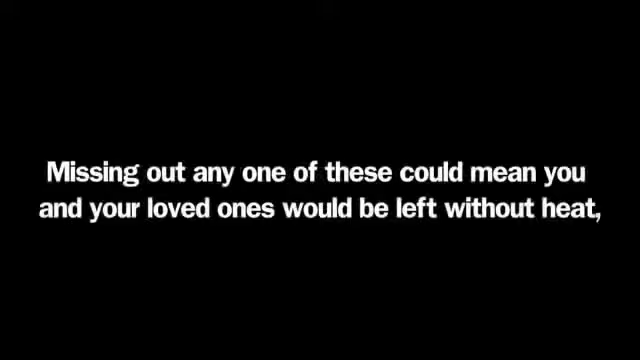 Missing out any one of these could mean you
and your loved ones would be left without heat,